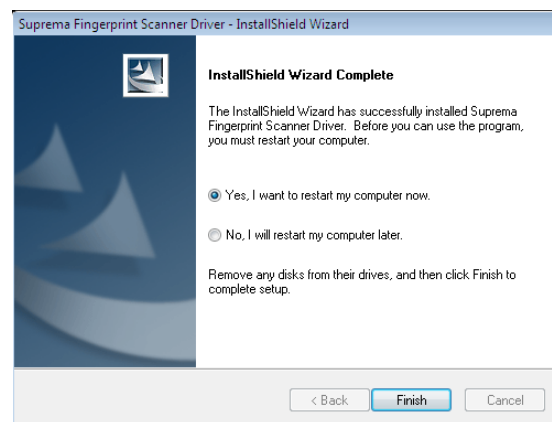 Suprema Fingerprint Scanner Driver - InstallShield Wizard
InstallShield Wizard Complete
The InstallShield Wizard has successfully installed Suprema
Fingerprint Scanner Driver. Before you can use the program,
you must restart your computer.
Yes, I want to restart my computer now.
No, I will restart my computer later.
Remove any disks from their drives, and then click Finish to
complete setup.
< Back
Finish
Cancel